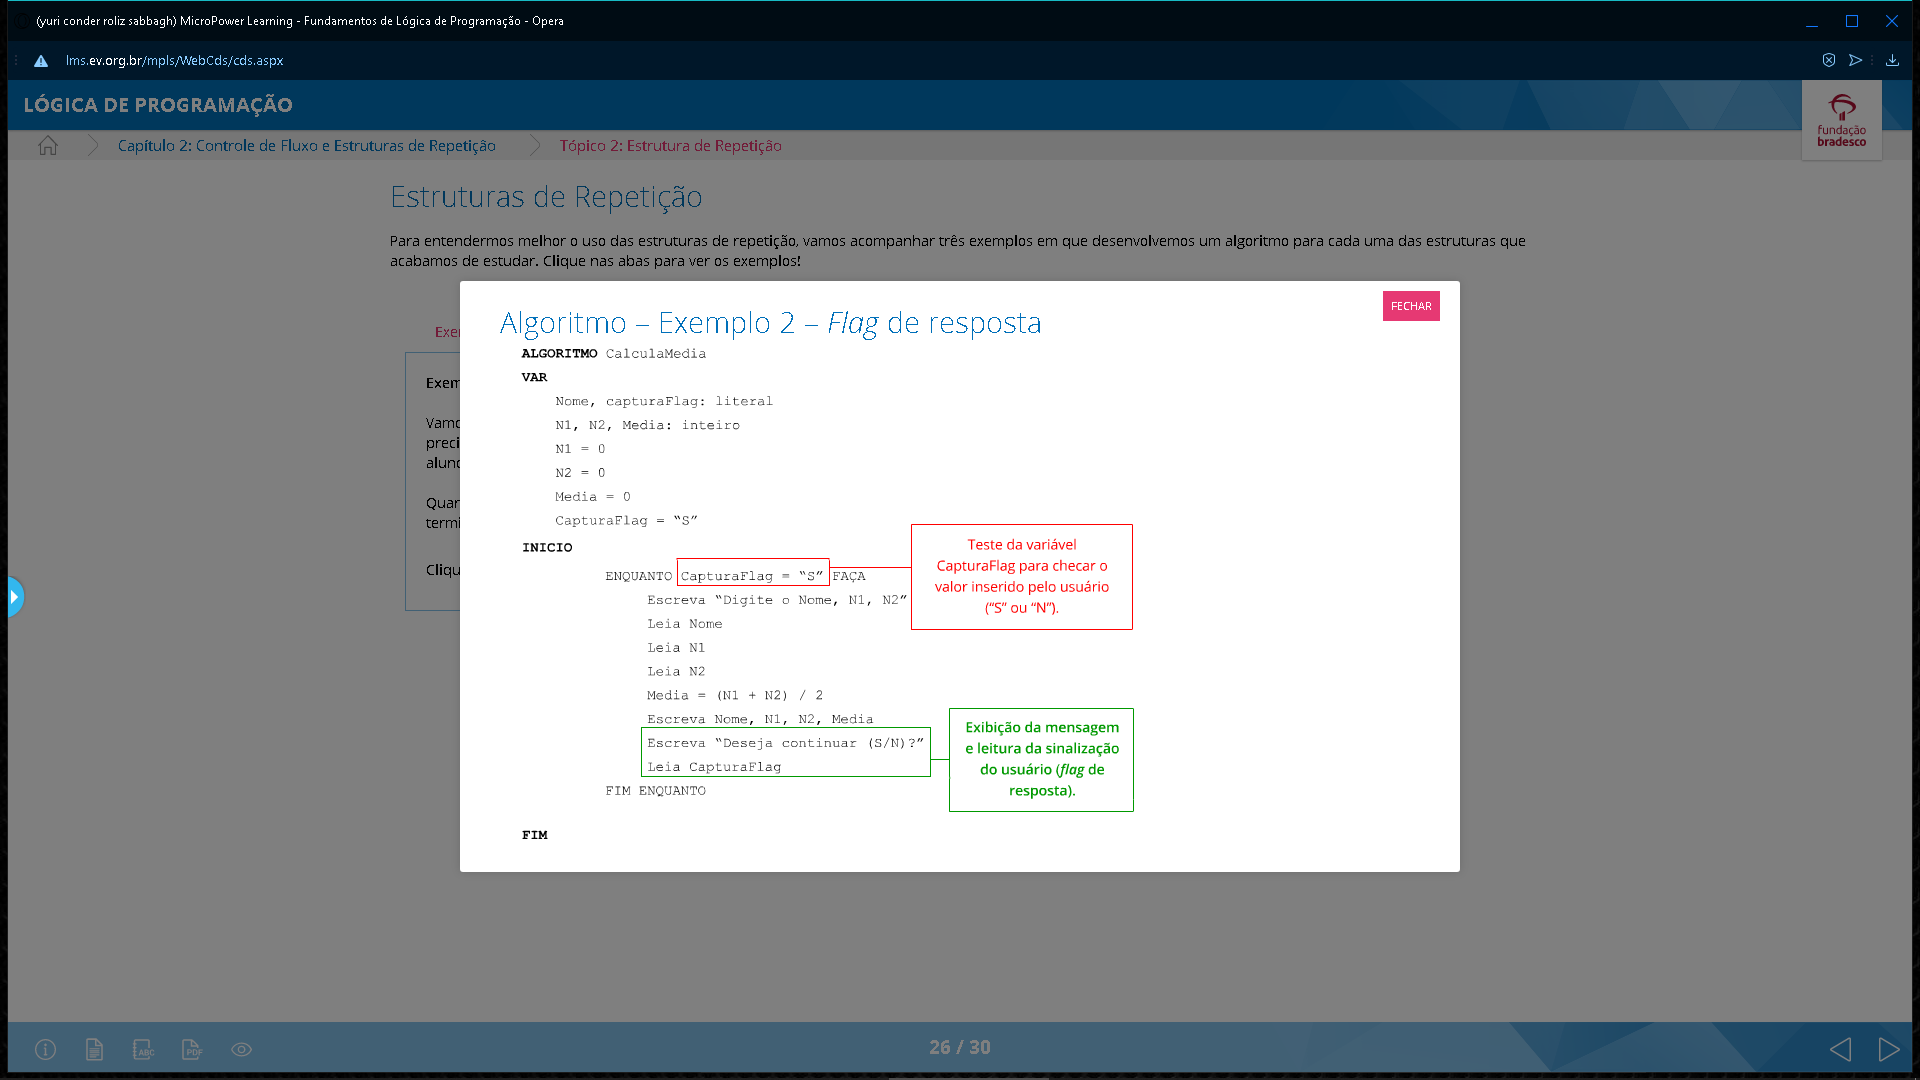 (yuri conder roliz sabbagh) MicroPower Learning - Fundamentos de Lógica de Programação - Opera
lms.ev.org.br/mpls/WebCds/cds.aspx
LÓGICA DE PROGRAMAÇÃO
fundação
bradesco
Capítulo 2: Controle de Fluxo e Estruturas de Repetição
Tópico 2: Estrutura de Repetição
Estruturas de Repetição
Para entendermos melhor o uso das estruturas de repetição, vamos acompanhar três exemplos em que desenvolvemos um algoritmo para cada uma das estruturas que
acabamos de estudar. Clique nas abas para ver os exemplos!
FECHAR
Algoritmo – Exemplo 2 – Flag de resposta
ALGORITMO CalculaMedia
VAR
Nome, capturaFlag: literal
N1, N2, Media: inteiro
N1 = 0
N2 = 0
Media = 0
CapturaFlag = “S”
INICIO
ENQUANTO CapturaFlag = “S” FAÇA
Escreva “Digite o Nome, N1, N2”
Leia Nome
Leia N1
Leia N2
Media = (N1 + N2) / 2
Escreva Nome, N1, N2, Media
Escreva “Deseja continuar (S/N)?”
Leia CapturaFlag
FIM ENQUANTO
FIM
Teste da variável
CapturaFlag para checar o
valor inserido pelo usuário
(“S” ou “N”).
Exibição da mensagem
e leitura da sinalização
do usuário (flag de
resposta).
Exem
Vamo
preci
aluno
Quan
termi
Cliqu
ABC
PDF
26 / 30